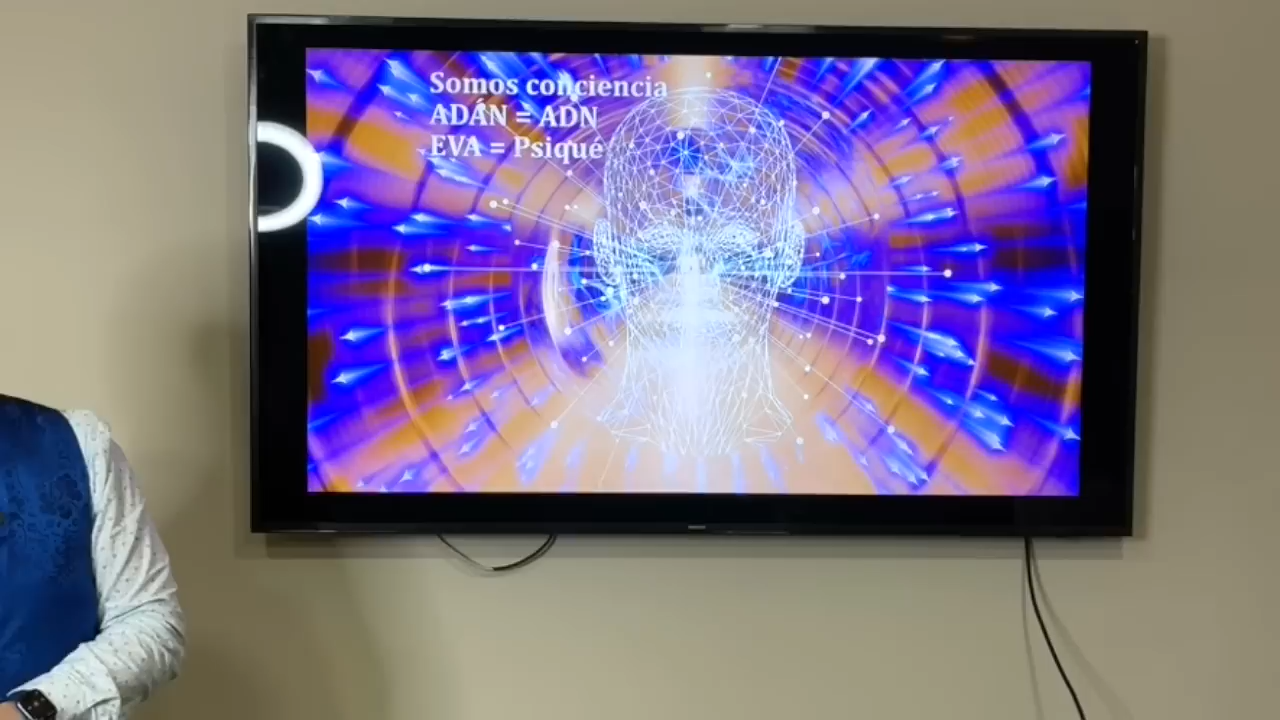 Somos conciencia
ADÁN = ADN
EVA = Psiqué